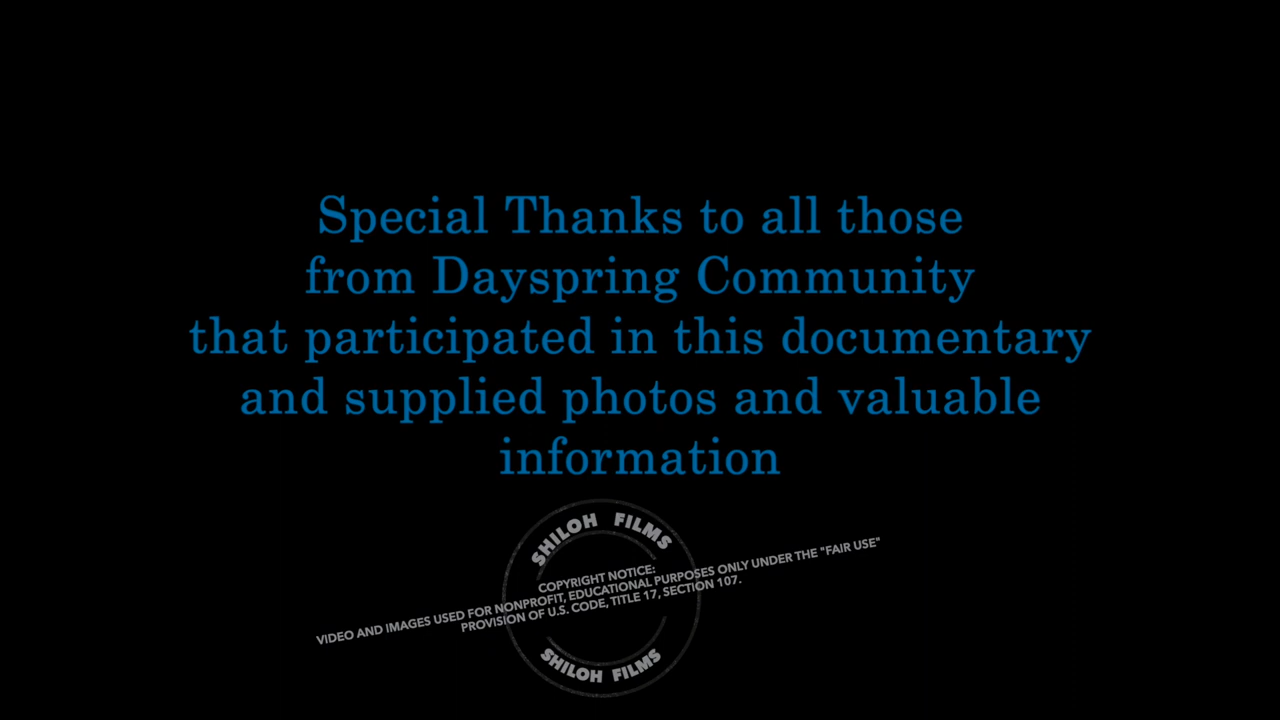 Special Thanks to all those
from Dayspring Community
that participated in this documentary
and supplied photos and valuable
information
SHILOH FILMS
COPYRIGHT NOTICE:
VIDEO AND IMAGES USED FOR NONPROFIT, EDUCATIONAL PURPOSES ONLY UNDER THE "FAIR USE"
PROVISION OF U.S. CODE, TITLE 17, SECTION 107.
SHILOH FILMS